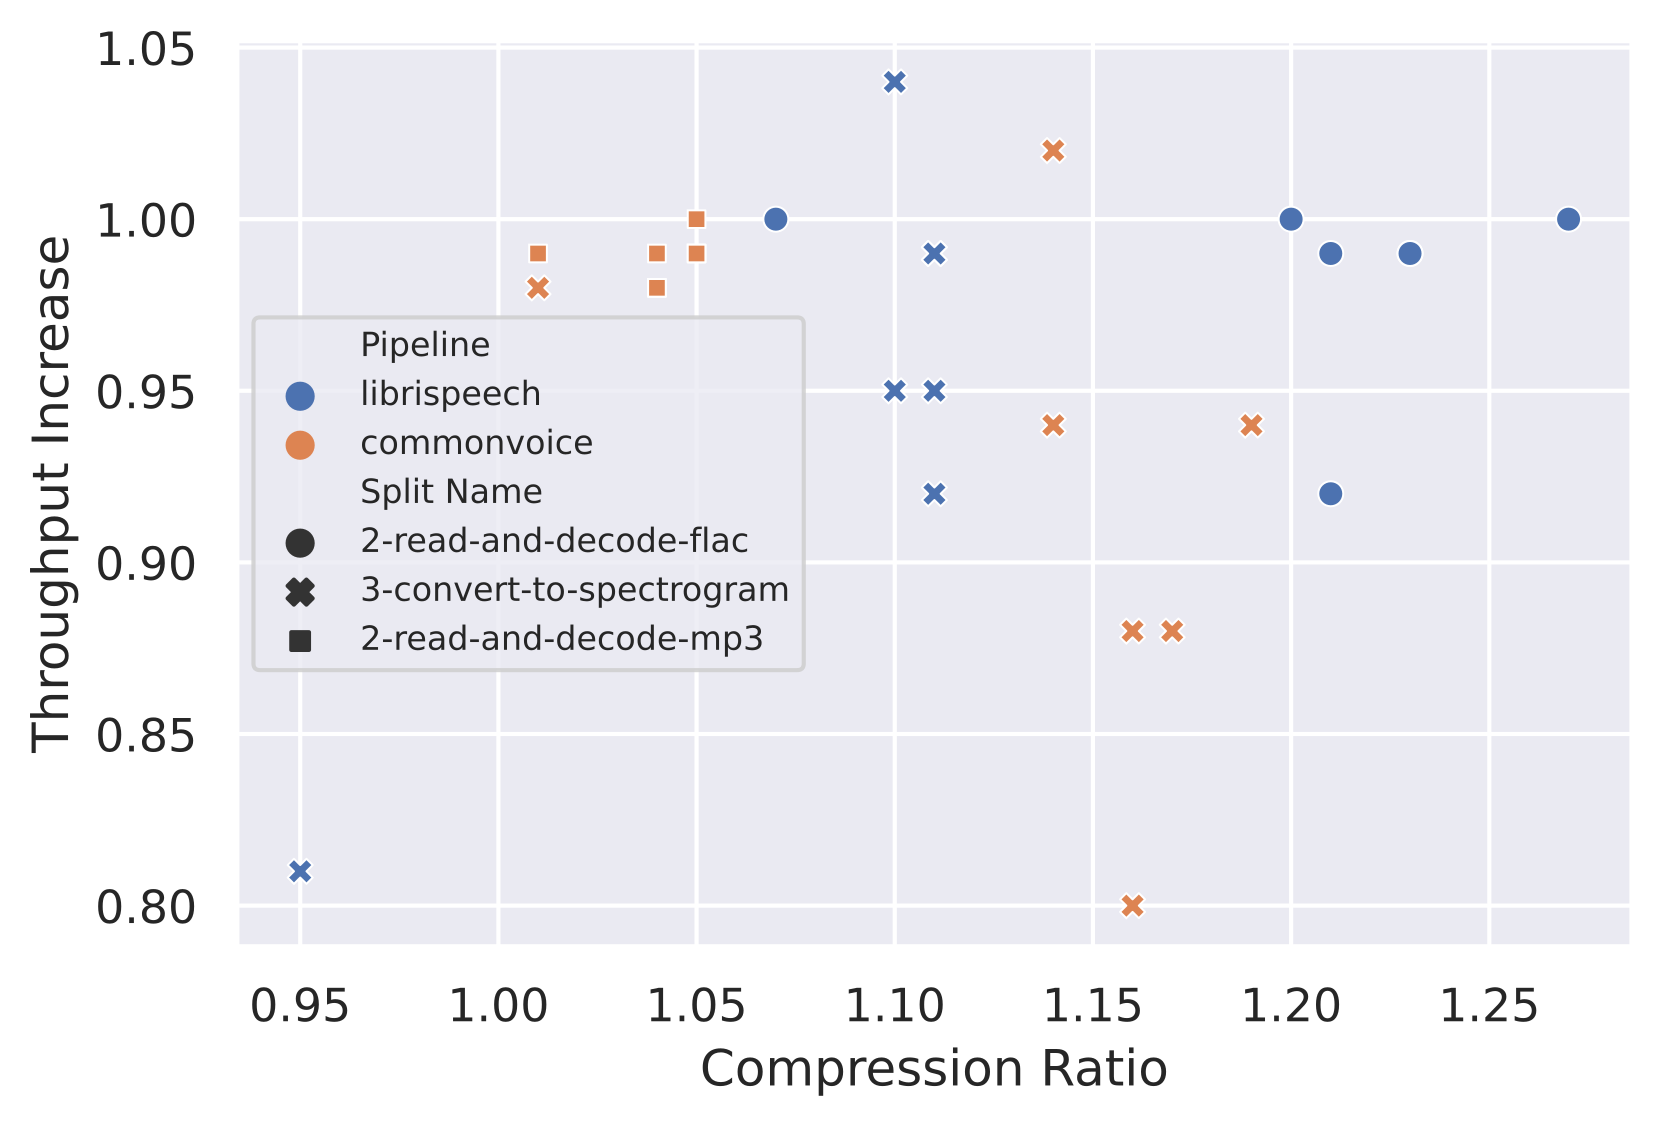 1.05
1.00
0.95
0.90
0.85
0.80
Throughput Increase
Pipeline
librispeech
commonvoice
Split Name
2-read-and-decode-flac
3-convert-to-spectrogram
2-read-and-decode-mp3
0.95 1.00 1.05 1.10 1.15 1.20 1.25
Compression Ratio